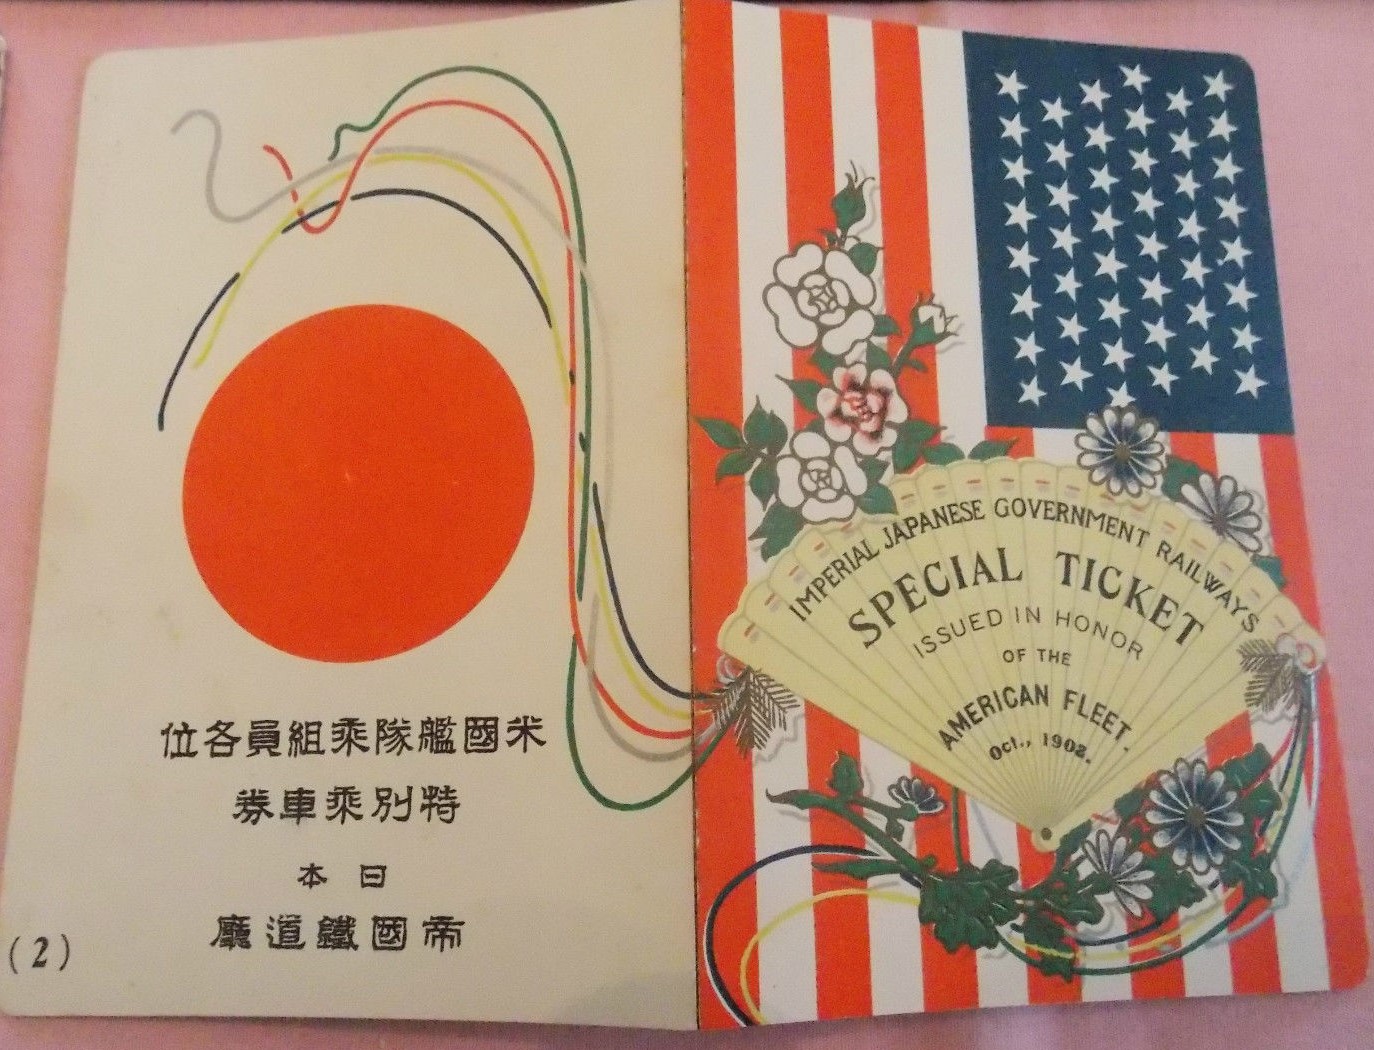 米國艦隊乘組員各位
特別乘車券
日本
帝國鐵道廳
(2)
IMPERIAL JAPANESE GOVERNMENT RAILWAYS
SPECIAL TICKET
ISSUED IN HONOR
OF THE
AMERICAN FLEET.
Oct., 1908.